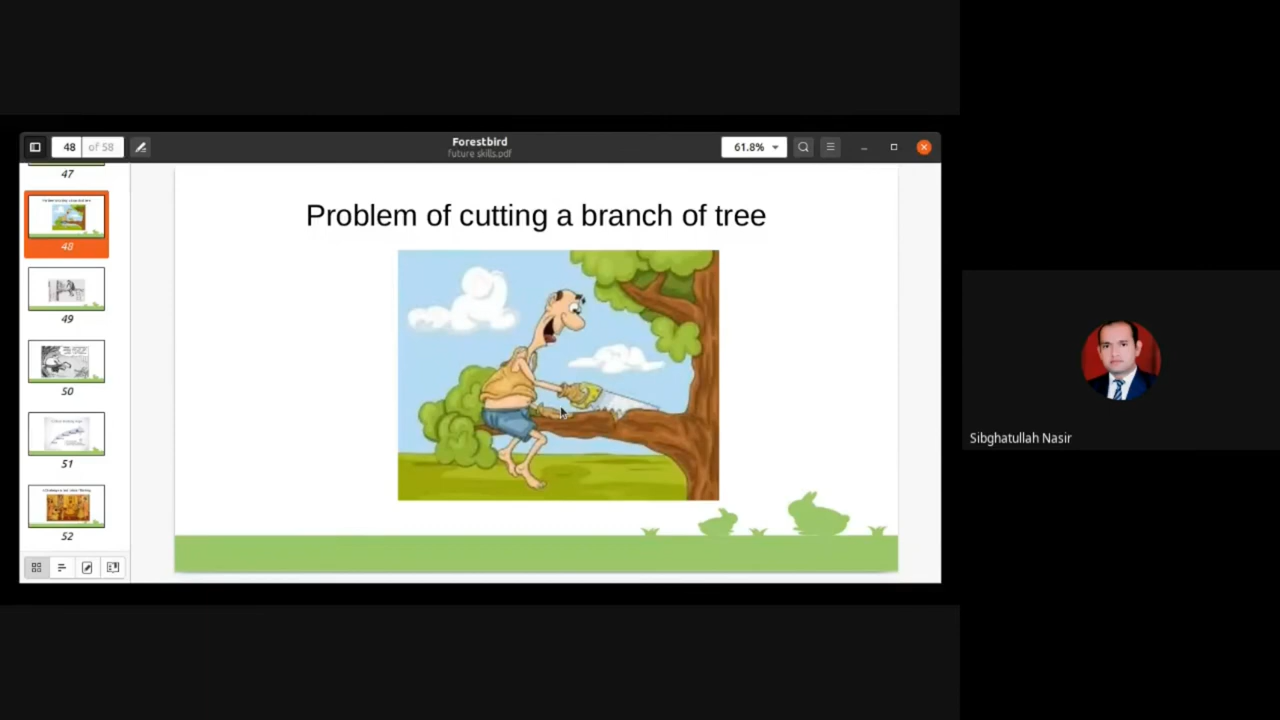 Forestbird
future skills.pdf
48 of 58
61.8%
47
48
49
50
51
52
Problem of cutting a branch of tree
Sibghatullah Nasir